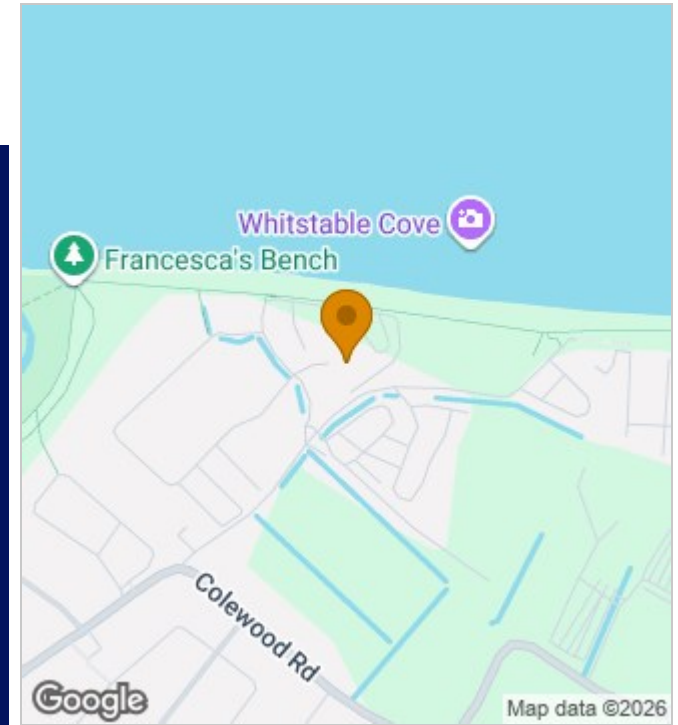 Whitstable Cove
Francesca's Bench
Colewood Rd
Google
Map data ©2026